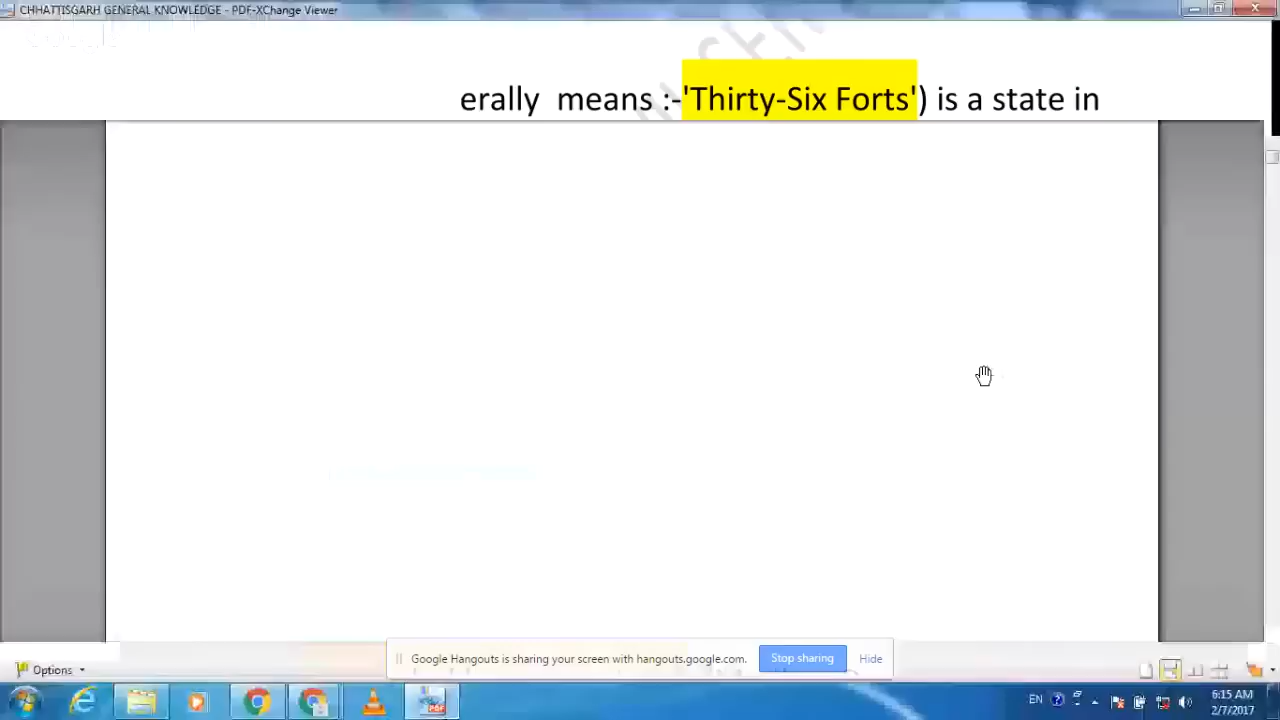 CHHATTISGARH GENERAL KNOWLEDGE - PDF-XChange Viewer
erally means :-'Thirty-Six Forts') is a state in
Google Hangouts is sharing your screen with hangouts.google.com.
Stop sharing
Hide
Options
EN
6:15 AM
2/7/2017